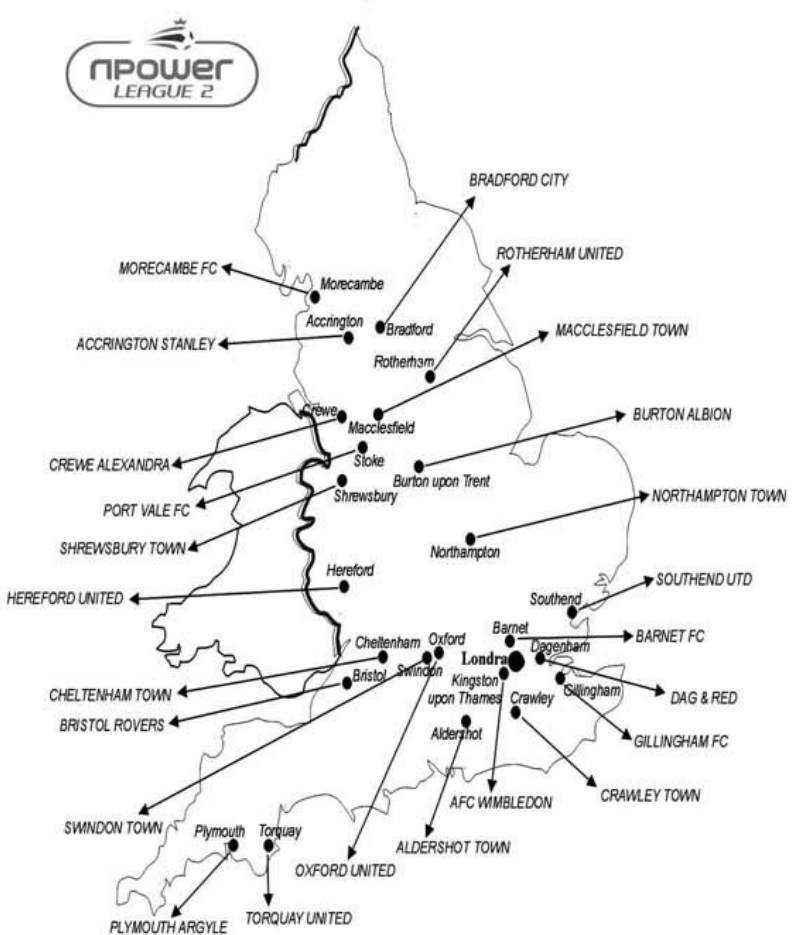 npower
LEAGUE 2
BRADFORD CITY
ROTHERHAM UNITED
MORECAMBE FC
Morecambe
Accrington
Bradford
MACCLESFIELD TOWN
ACCRINGTON STANLEY
Rotherham
Crewe
Macclesfield
BURTON ALBION
CREWE ALEXANDRA
Stoke
Burton upon Trent
Shrewsbury
NORTHAMPTON TOWN
PORT VALE FC
SHREWSBURY TOWN
Northampton
Hereford
SOUTHEND UTD
HEREFORD UNITED
Southend
Barnet
BARNET FC
Cheltenham
Oxford
Londra
Dagenham
Swindon
Bristol
Kingston
upon Thames
Gillingham
CHELTENHAM TOWN
DAG & RED
Crawley
BRISTOL ROVERS
Aldershot
GILLINGHAM FC
CRAWLEY TOWN
AFC WIMBLEDON
SWINDON TOWN
Plymouth
Torquay
ALDERSHOT TOWN
OXFORD UNITED
TORQUAY UNITED
PLYMOUTH ARGYLE